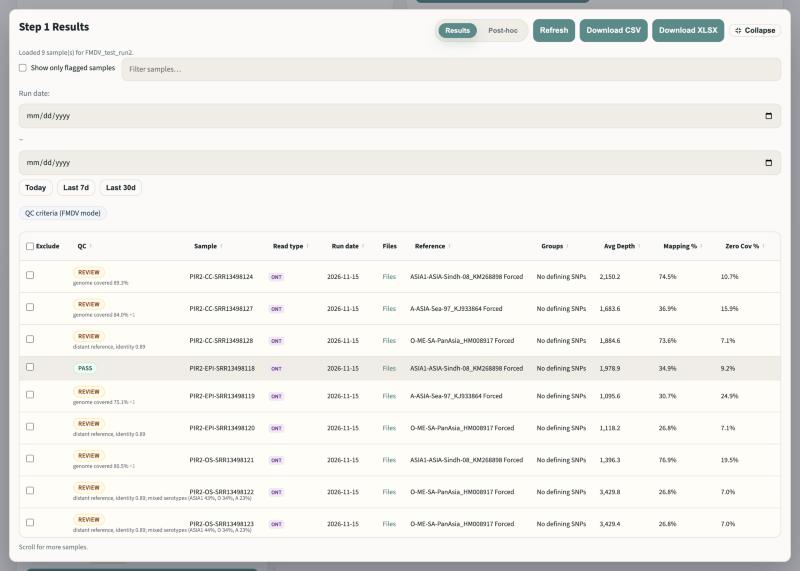 Step 1 Results
Results
Post-hoc
Refresh
Download CSV
Download XLSX
Collapse
Loaded 9 sample(s) for FMDV_test_run2.
Show only flagged samples
Filter samples...
Run date:
mm/dd/yyyy
–
mm/dd/yyyy
Today
Last 7d
Last 30d
QC criteria (FMDV mode)
Exclude QC ↑ Sample ↑ Read type ↑ Run date ↑ Files Reference ↑ Groups ↑ Avg Depth ↑ Mapping % ↑ Zero Cov % ↑
REVIEW
genome covered 89.3%
PIR2-CC-SRR13498124 ONT 2026-11-15 Files ASIA1-ASIA-Sindh-08_KM268898 Forced No defining SNPs 2,150.2 74.5% 10.7%
REVIEW
genome covered 84.0% +1
PIR2-CC-SRR13498127 ONT 2026-11-15 Files A-ASIA-Sea-97_KJ933864 Forced No defining SNPs 1,683.6 36.9% 15.9%
REVIEW
distant reference, identity 0.89
PIR2-CC-SRR13498128 ONT 2026-11-15 Files O-ME-SA-PanAsia_HM008917 Forced No defining SNPs 1,884.6 73.6% 7.1%
PASS PIR2-EPI-SRR13498118 ONT 2026-11-15 Files ASIA1-ASIA-Sindh-08_KM268898 Forced No defining SNPs 1,978.9 34.9% 9.2%
REVIEW
genome covered 75.1% +1
PIR2-EPI-SRR13498119 ONT 2026-11-15 Files A-ASIA-Sea-97_KJ933864 Forced No defining SNPs 1,095.6 30.7% 24.9%
REVIEW
distant reference, identity 0.89
PIR2-EPI-SRR13498120 ONT 2026-11-15 Files O-ME-SA-PanAsia_HM008917 Forced No defining SNPs 1,118.2 26.8% 7.1%
REVIEW
genome covered 80.5% +1
PIR2-OS-SRR13498121 ONT 2026-11-15 Files ASIA1-ASIA-Sindh-08_KM268898 Forced No defining SNPs 1,396.3 76.9% 19.5%
REVIEW
distant reference, identity 0.89; mixed serotypes (ASIA1 43%, O 34%, A 23%)
PIR2-OS-SRR13498122 ONT 2026-11-15 Files O-ME-SA-PanAsia_HM008917 Forced No defining SNPs 3,429.8 26.8% 7.0%
REVIEW
distant reference, identity 0.89; mixed serotypes (ASIA1 44%, O 34%, A 23%)
PIR2-OS-SRR13498123 ONT 2026-11-15 Files O-ME-SA-PanAsia_HM008917 Forced No defining SNPs 3,429.4 26.8% 7.0%
Scroll for more samples.